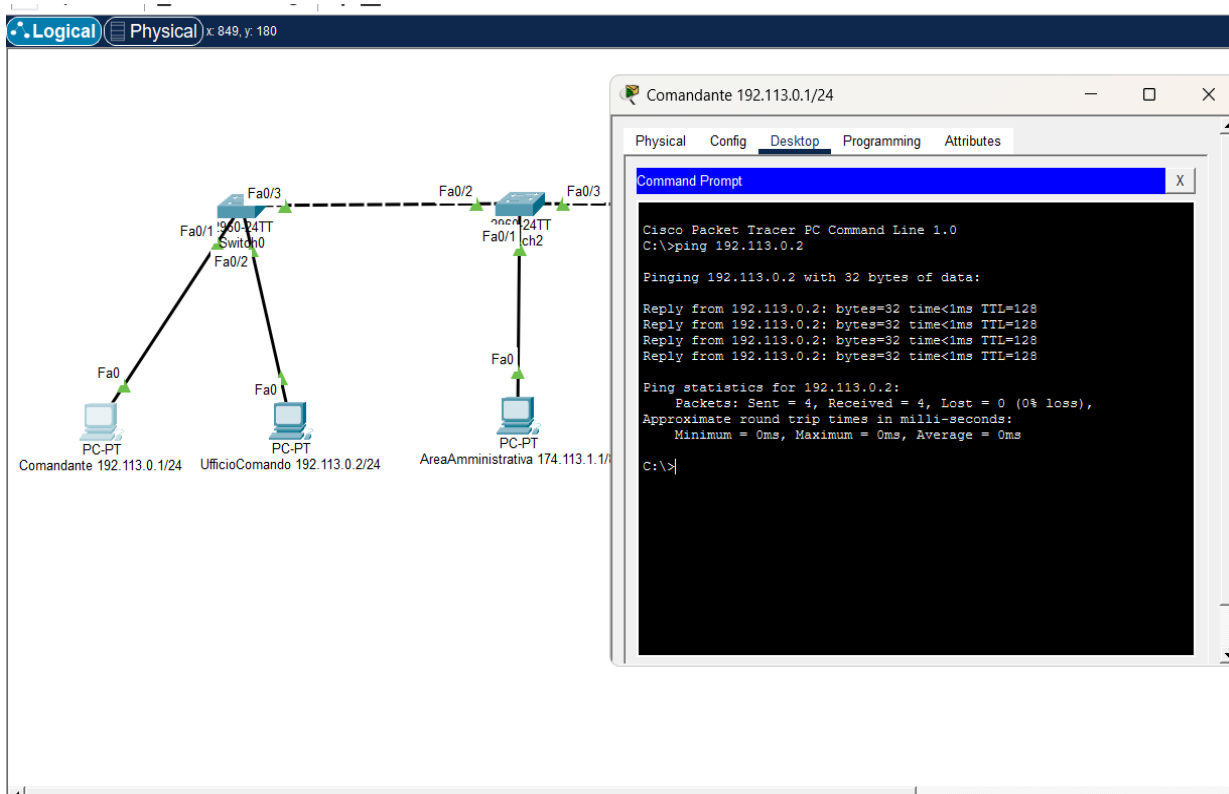 Logical Physical x: 849, y: 180
Comandante 192.113.0.1/24
Physical Config Desktop Programming Attributes
Command Prompt X
Cisco Packet Tracer PC Command Line 1.0
C:\>ping 192.113.0.2
Pinging 192.113.0.2 with 32 bytes of data:
Reply from 192.113.0.2: bytes=32 time<1ms TTL=128
Reply from 192.113.0.2: bytes=32 time<1ms TTL=128
Reply from 192.113.0.2: bytes=32 time<1ms TTL=128
Reply from 192.113.0.2: bytes=32 time<1ms TTL=128
Ping statistics for 192.113.0.2:
Packets: Sent = 4, Received = 4, Lost = 0 (0% loss),
Approximate round trip times in milli-seconds:
Minimum = 0ms, Maximum = 0ms, Average = 0ms
C:\>
Fa0/3
Fa0/2
Fa0/3
Fa0/1
Switch0
Fa0/2
Fa0/1
Fa0
Fa0
Fa0
PC-PT
Comandante 192.113.0.1/24
PC-PT
UfficioComando 192.113.0.2/24
PC-PT
AreaAmministrativa 174.113.1.1/